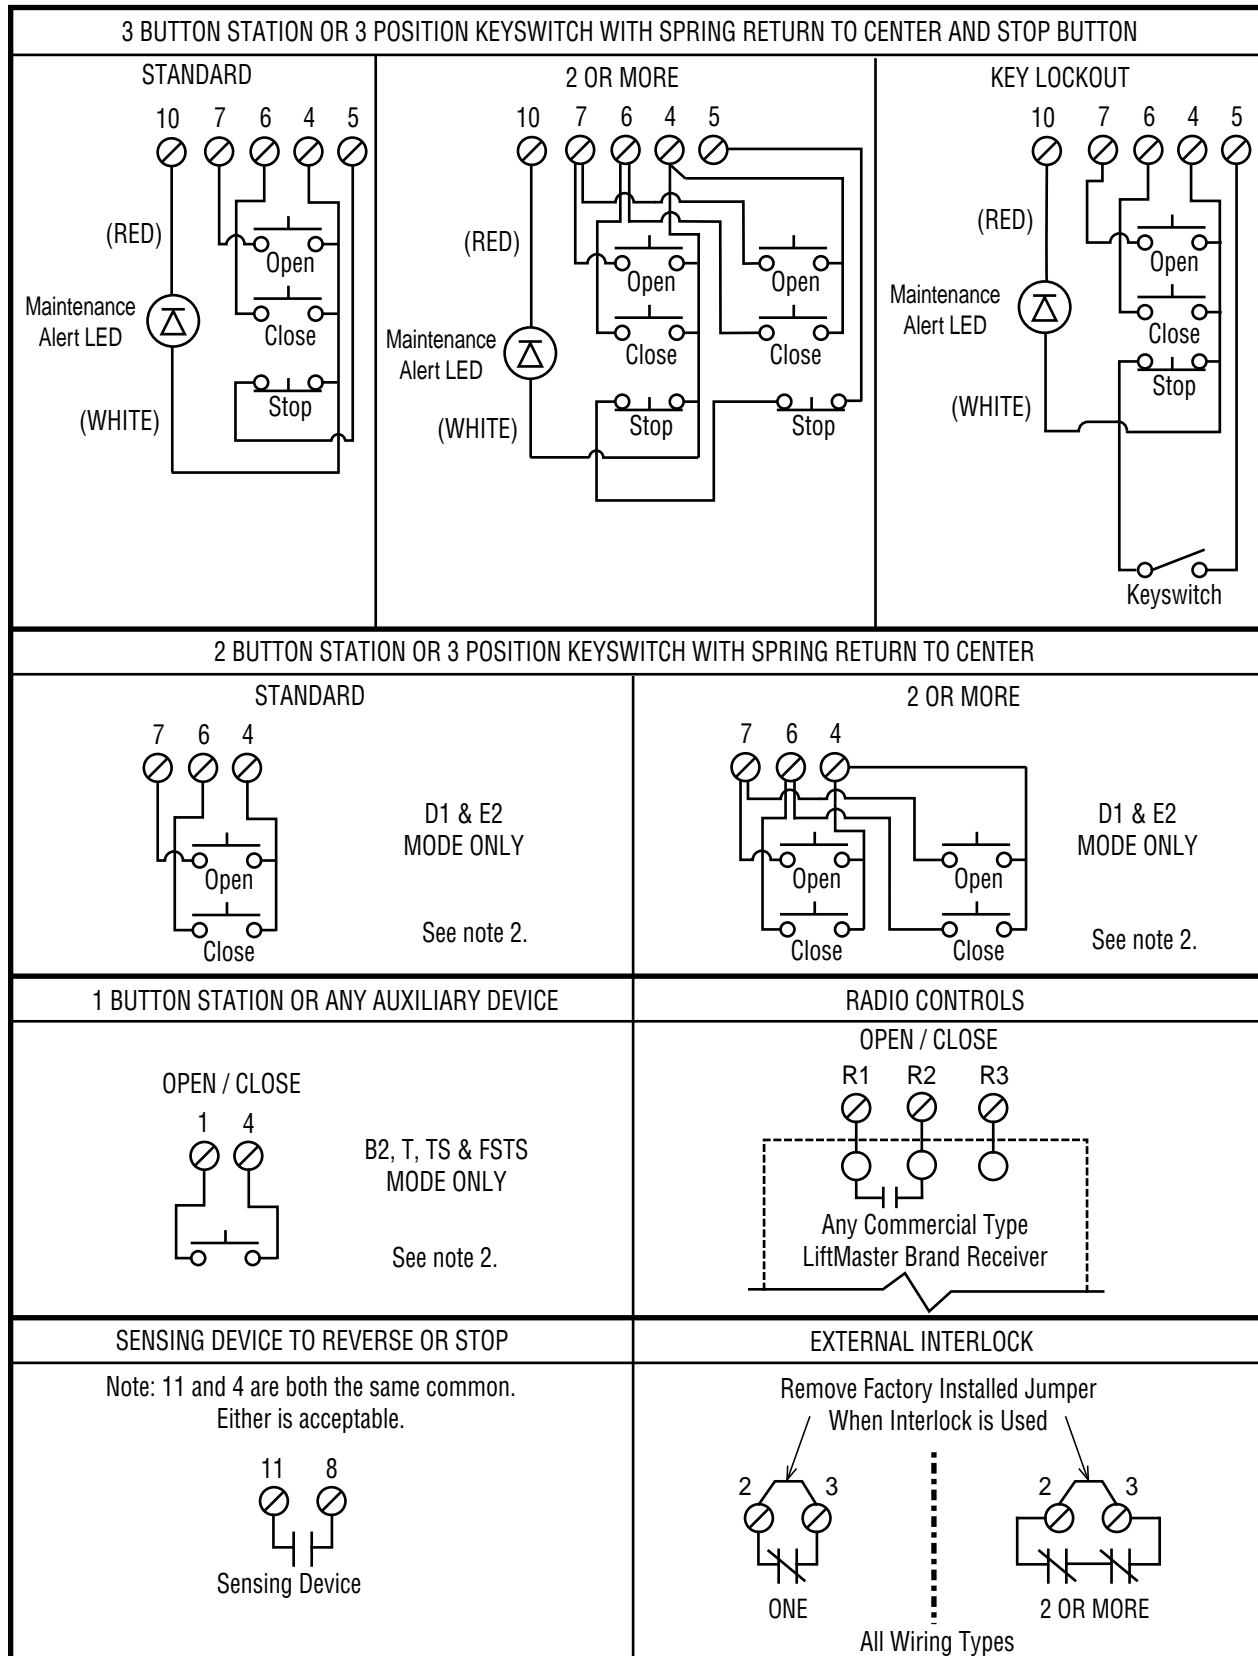 3 BUTTON STATION OR 3 POSITION KEYSWITCH WITH SPRING RETURN TO CENTER AND STOP BUTTON
STANDARD
10 7 6 4 5
(RED)
Open
Maintenance
Alert LED
Close
(WHITE)
Stop
2 OR MORE
10 7 6 4 5
(RED)
Open Open
Maintenance
Alert LED
Close Close
(WHITE)
Stop Stop
KEY LOCKOUT
10 7 6 4 5
(RED)
Open
Maintenance
Alert LED
Close
Stop
(WHITE)
Keyswitch
2 BUTTON STATION OR 3 POSITION KEYSWITCH WITH SPRING RETURN TO CENTER
STANDARD
7 6 4
D1 & E2
MODE ONLY
Open
See note 2.
Close
2 OR MORE
7 6 4
D1 & E2
MODE ONLY
Open Open
See note 2.
Close Close
1 BUTTON STATION OR ANY AUXILIARY DEVICE
OPEN / CLOSE
1 4
B2, T, TS & FSTS
MODE ONLY
See note 2.
RADIO CONTROLS
OPEN / CLOSE
R1 R2 R3
Any Commercial Type
LiftMaster Brand Receiver
SENSING DEVICE TO REVERSE OR STOP
Note: 11 and 4 are both the same common.
Either is acceptable.
11 8
Sensing Device
EXTERNAL INTERLOCK
Remove Factory Installed Jumper
When Interlock is Used
2 3 2 3
ONE 2 OR MORE
All Wiring Types